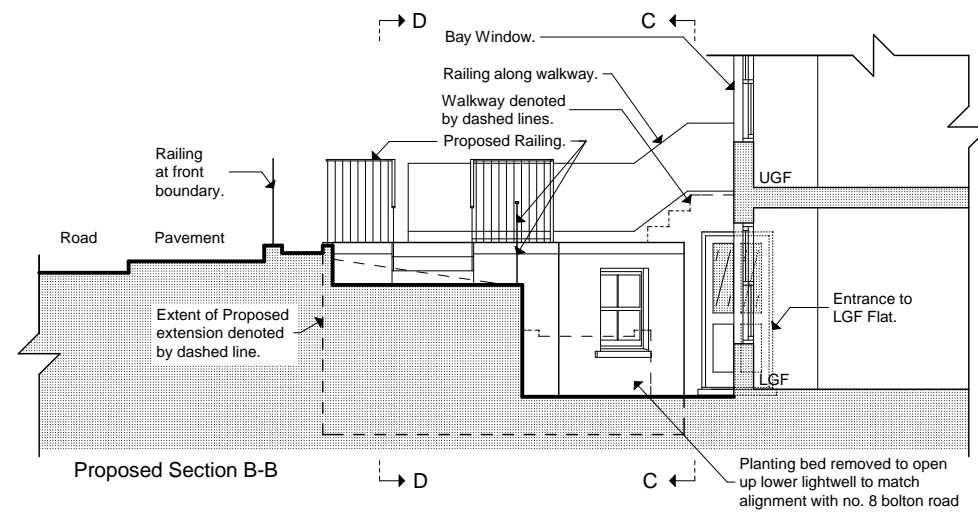 D
C
Bay Window.
Railing along walkway.
Walkway denoted
by dashed lines.
Proposed Railing.
Railing
at front
boundary.
UGF
Road
Pavement
Entrance to
LGF Flat.
Extent of Proposed
extension denoted
by dashed line.
LGF
Proposed Section B-B
D
C
Planting bed removed to open
up lower lightwell to match
alignment with no. 8 bolton road